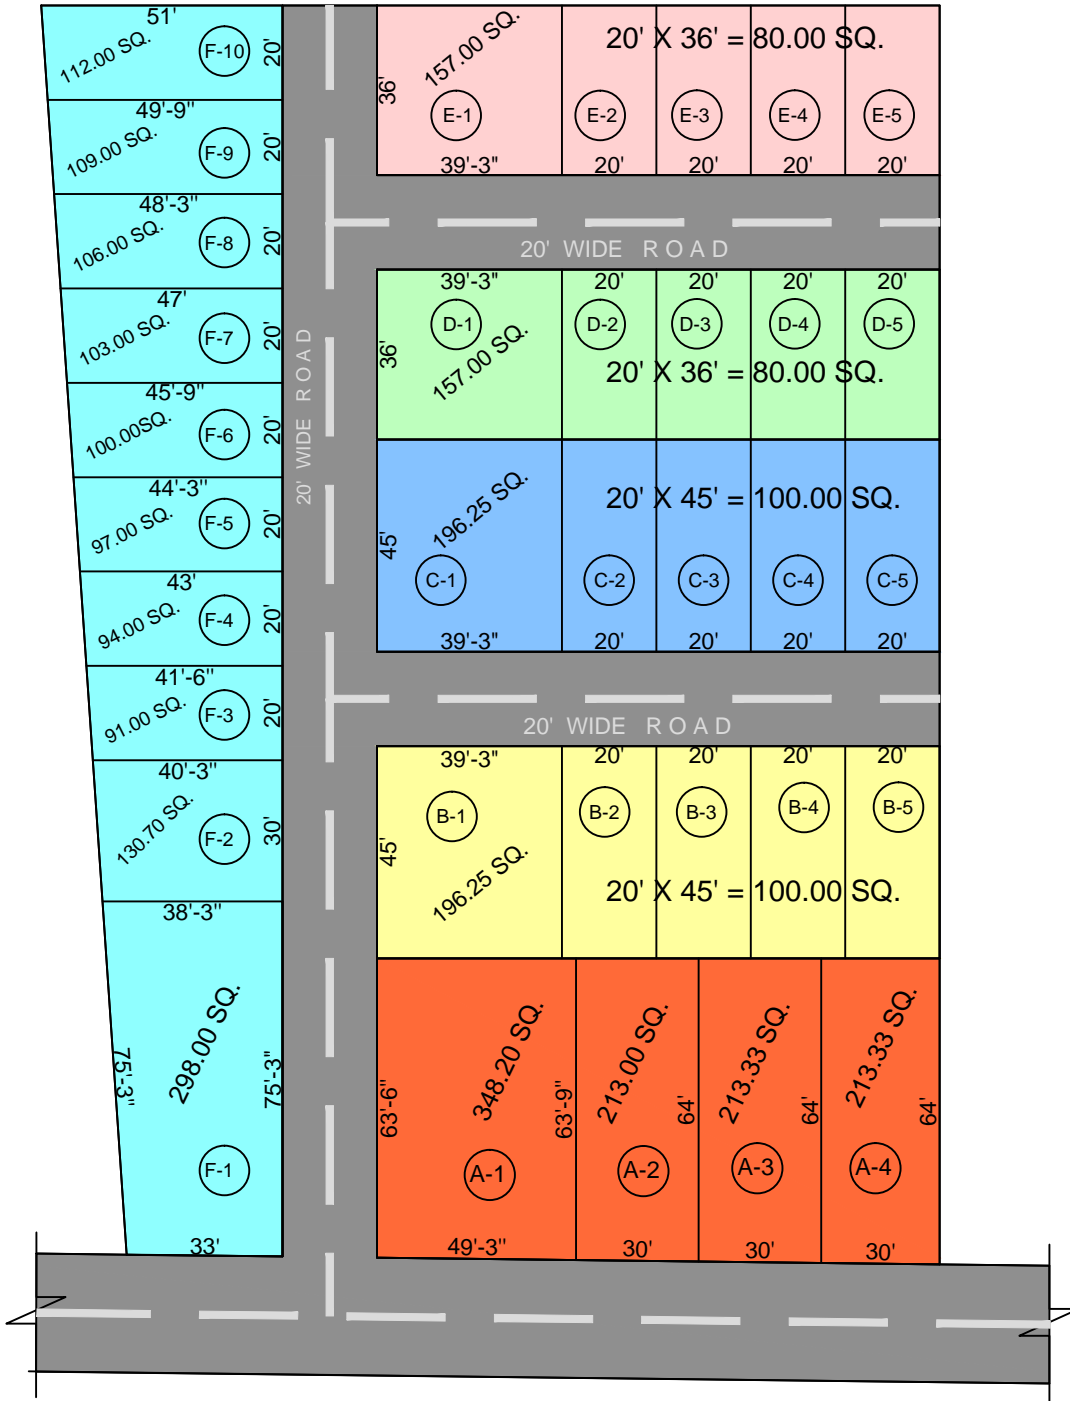 51'
112.00 SQ.
F-10
20'
49'-9"
109.00 SQ.
F-9
20'
48'-3"
106.00 SQ.
F-8
20'
47'
103.00 SQ.
F-7
20'
45'-9"
100.00SQ.
F-6
20'
44'-3"
97.00 SQ.
F-5
20'
43'
94.00 SQ.
F-4
20'
41'-6"
91.00 SQ.
F-3
20'
40'-3"
130.70 SQ.
F-2
30'
38'-3"
298.00 SQ.
75'-3"
75'-3"
F-1
33'
20' WIDE ROAD
157.00 SQ.
20' X 36' = 80.00 SQ.
36'
E-1
E-2
E-3
E-4
E-5
39'-3"
20'
20'
20'
20'
20' WIDE ROAD
39'-3"
20'
20'
20'
20'
D-1
D-2
D-3
D-4
D-5
36'
157.00 SQ.
20' X 36' = 80.00 SQ.
196.25 SQ.
20' X 45' = 100.00 SQ.
45'
C-1
C-2
C-3
C-4
C-5
39'-3"
20'
20'
20'
20'
20' WIDE ROAD
39'-3"
20'
20'
20'
20'
B-1
B-2
B-3
B-4
B-5
45'
196.25 SQ.
20' X 45' = 100.00 SQ.
348.20 SQ.
213.00 SQ.
213.33 SQ.
213.33 SQ.
63'-6"
63'-9"
64'
64'
64'
A-1
A-2
A-3
A-4
49'-3"
30'
30'
30'